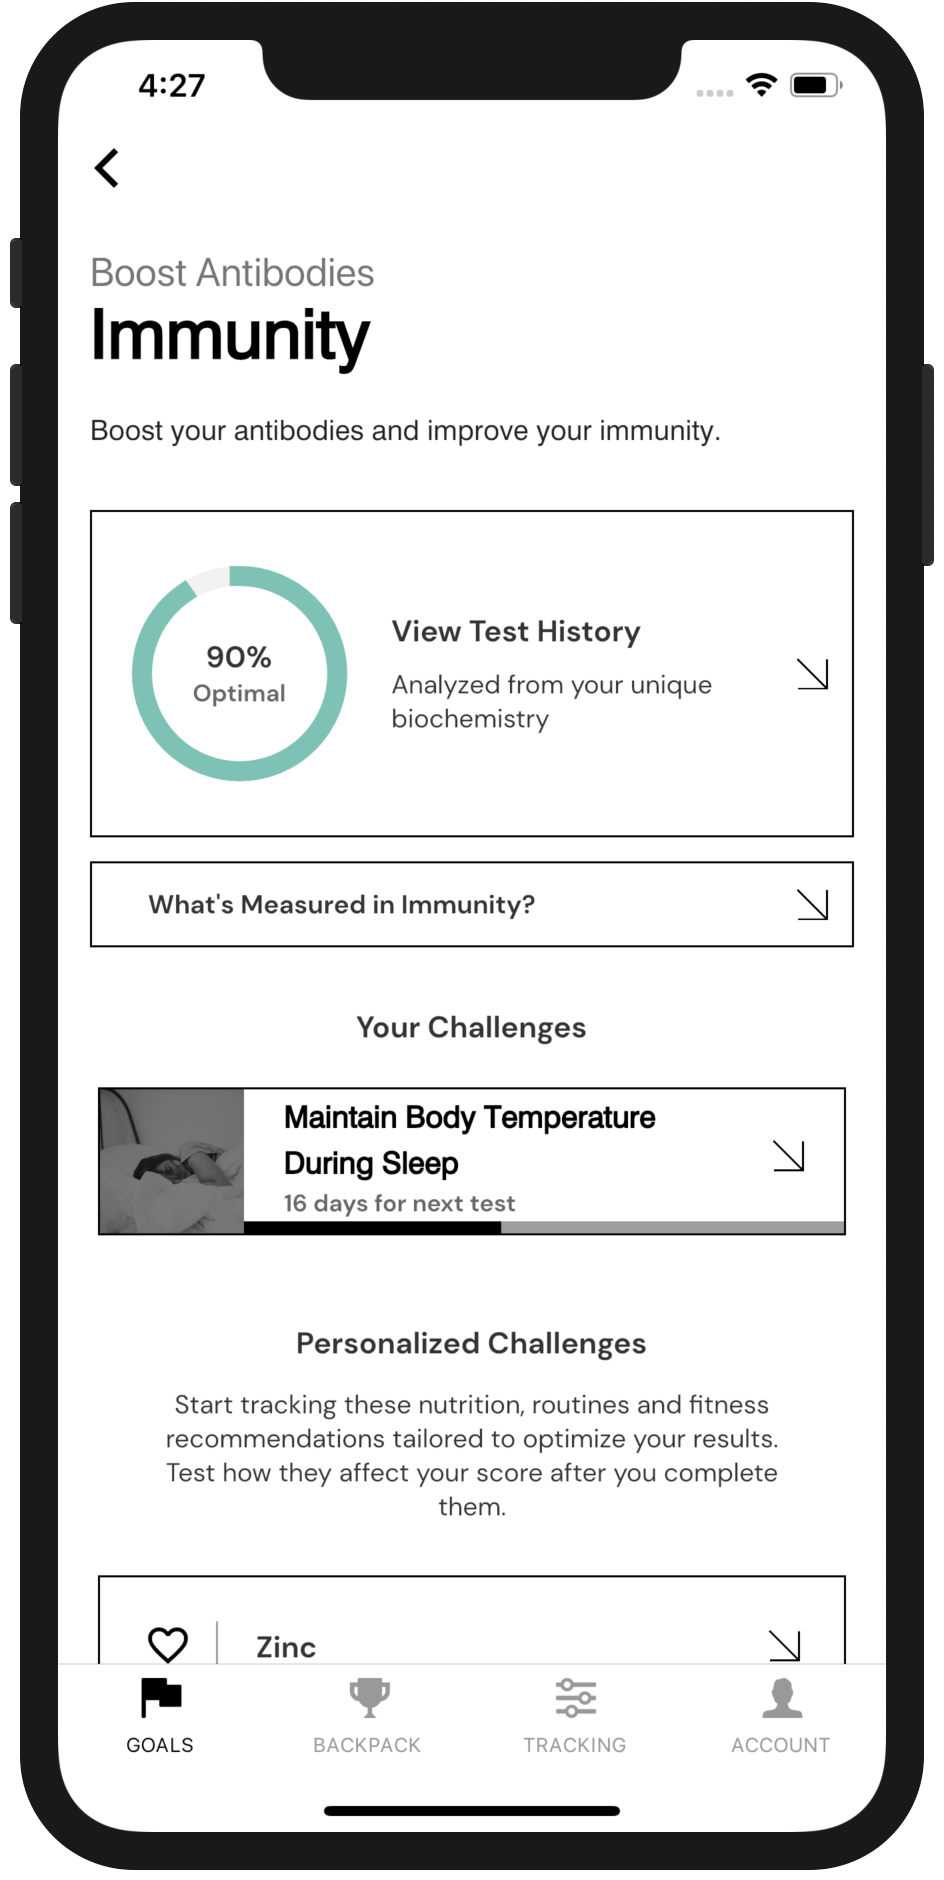 4:27
Boost Antibodies
Immunity
Boost your antibodies and improve your immunity.
90%
Optimal
View Test History
Analyzed from your unique
biochemistry
What's Measured in Immunity?
Your Challenges
Maintain Body Temperature
During Sleep
16 days for next test
Personalized Challenges
Start tracking these nutrition, routines and fitness
recommendations tailored to optimize your results.
Test how they affect your score after you complete
them.
Zinc
GOALS
BACKPACK
TRACKING
ACCOUNT